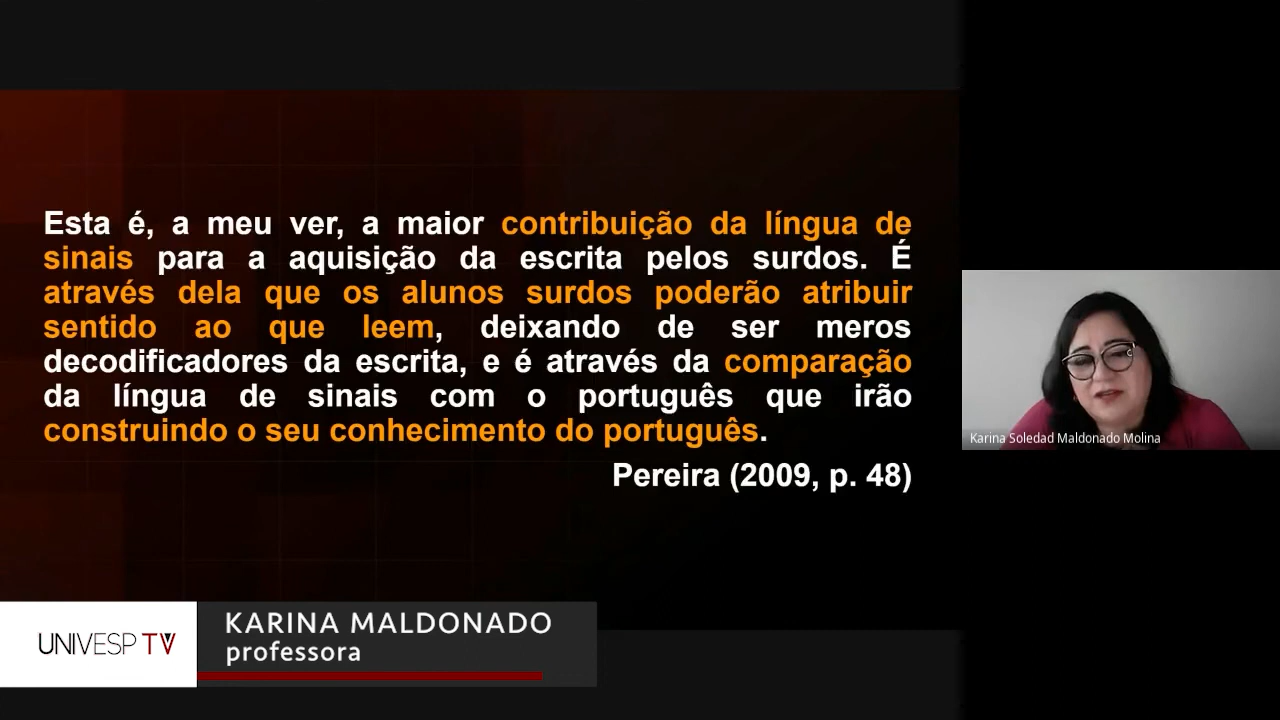 Esta é, a meu ver, a maior contribuição da língua de
sinais para a aquisição da escrita pelos surdos. É
através dela que os alunos surdos poderão atribuir
sentido ao que leem, deixando de ser meros
decodificadores da escrita, e é através da comparação
da língua de sinais com o português que irão
construindo o seu conhecimento do português.
Pereira (2009, p. 48)
Karina Soledad Maldonado Molina
UNIVESP TV
KARINA MALDONADO
professora